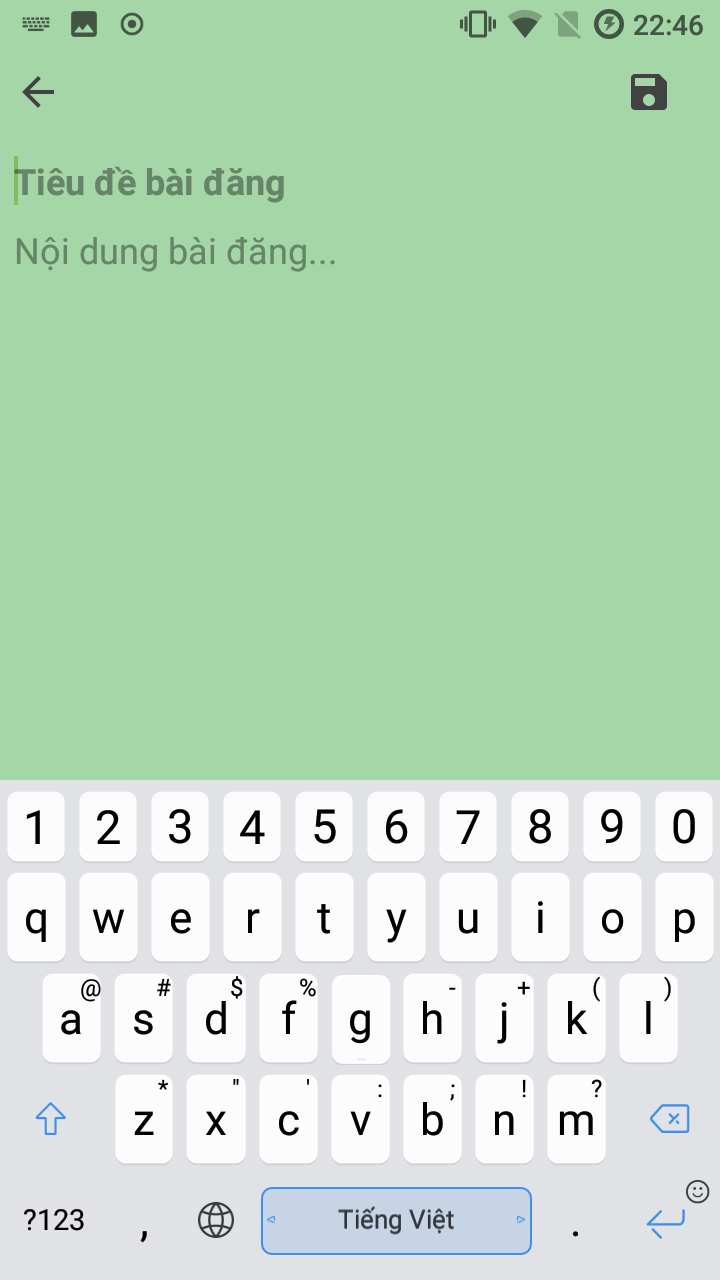 22:46
Tiêu đề bài đăng
Nội dung bài đăng...
1 2 3 4 5 6 7 8 9 0
q w e r t y u i o p
@ # $ % - + ( )
a s d f g h j k l
* " ' : ; ! ?
z x c v b n m
?123 , Tiếng Việt .